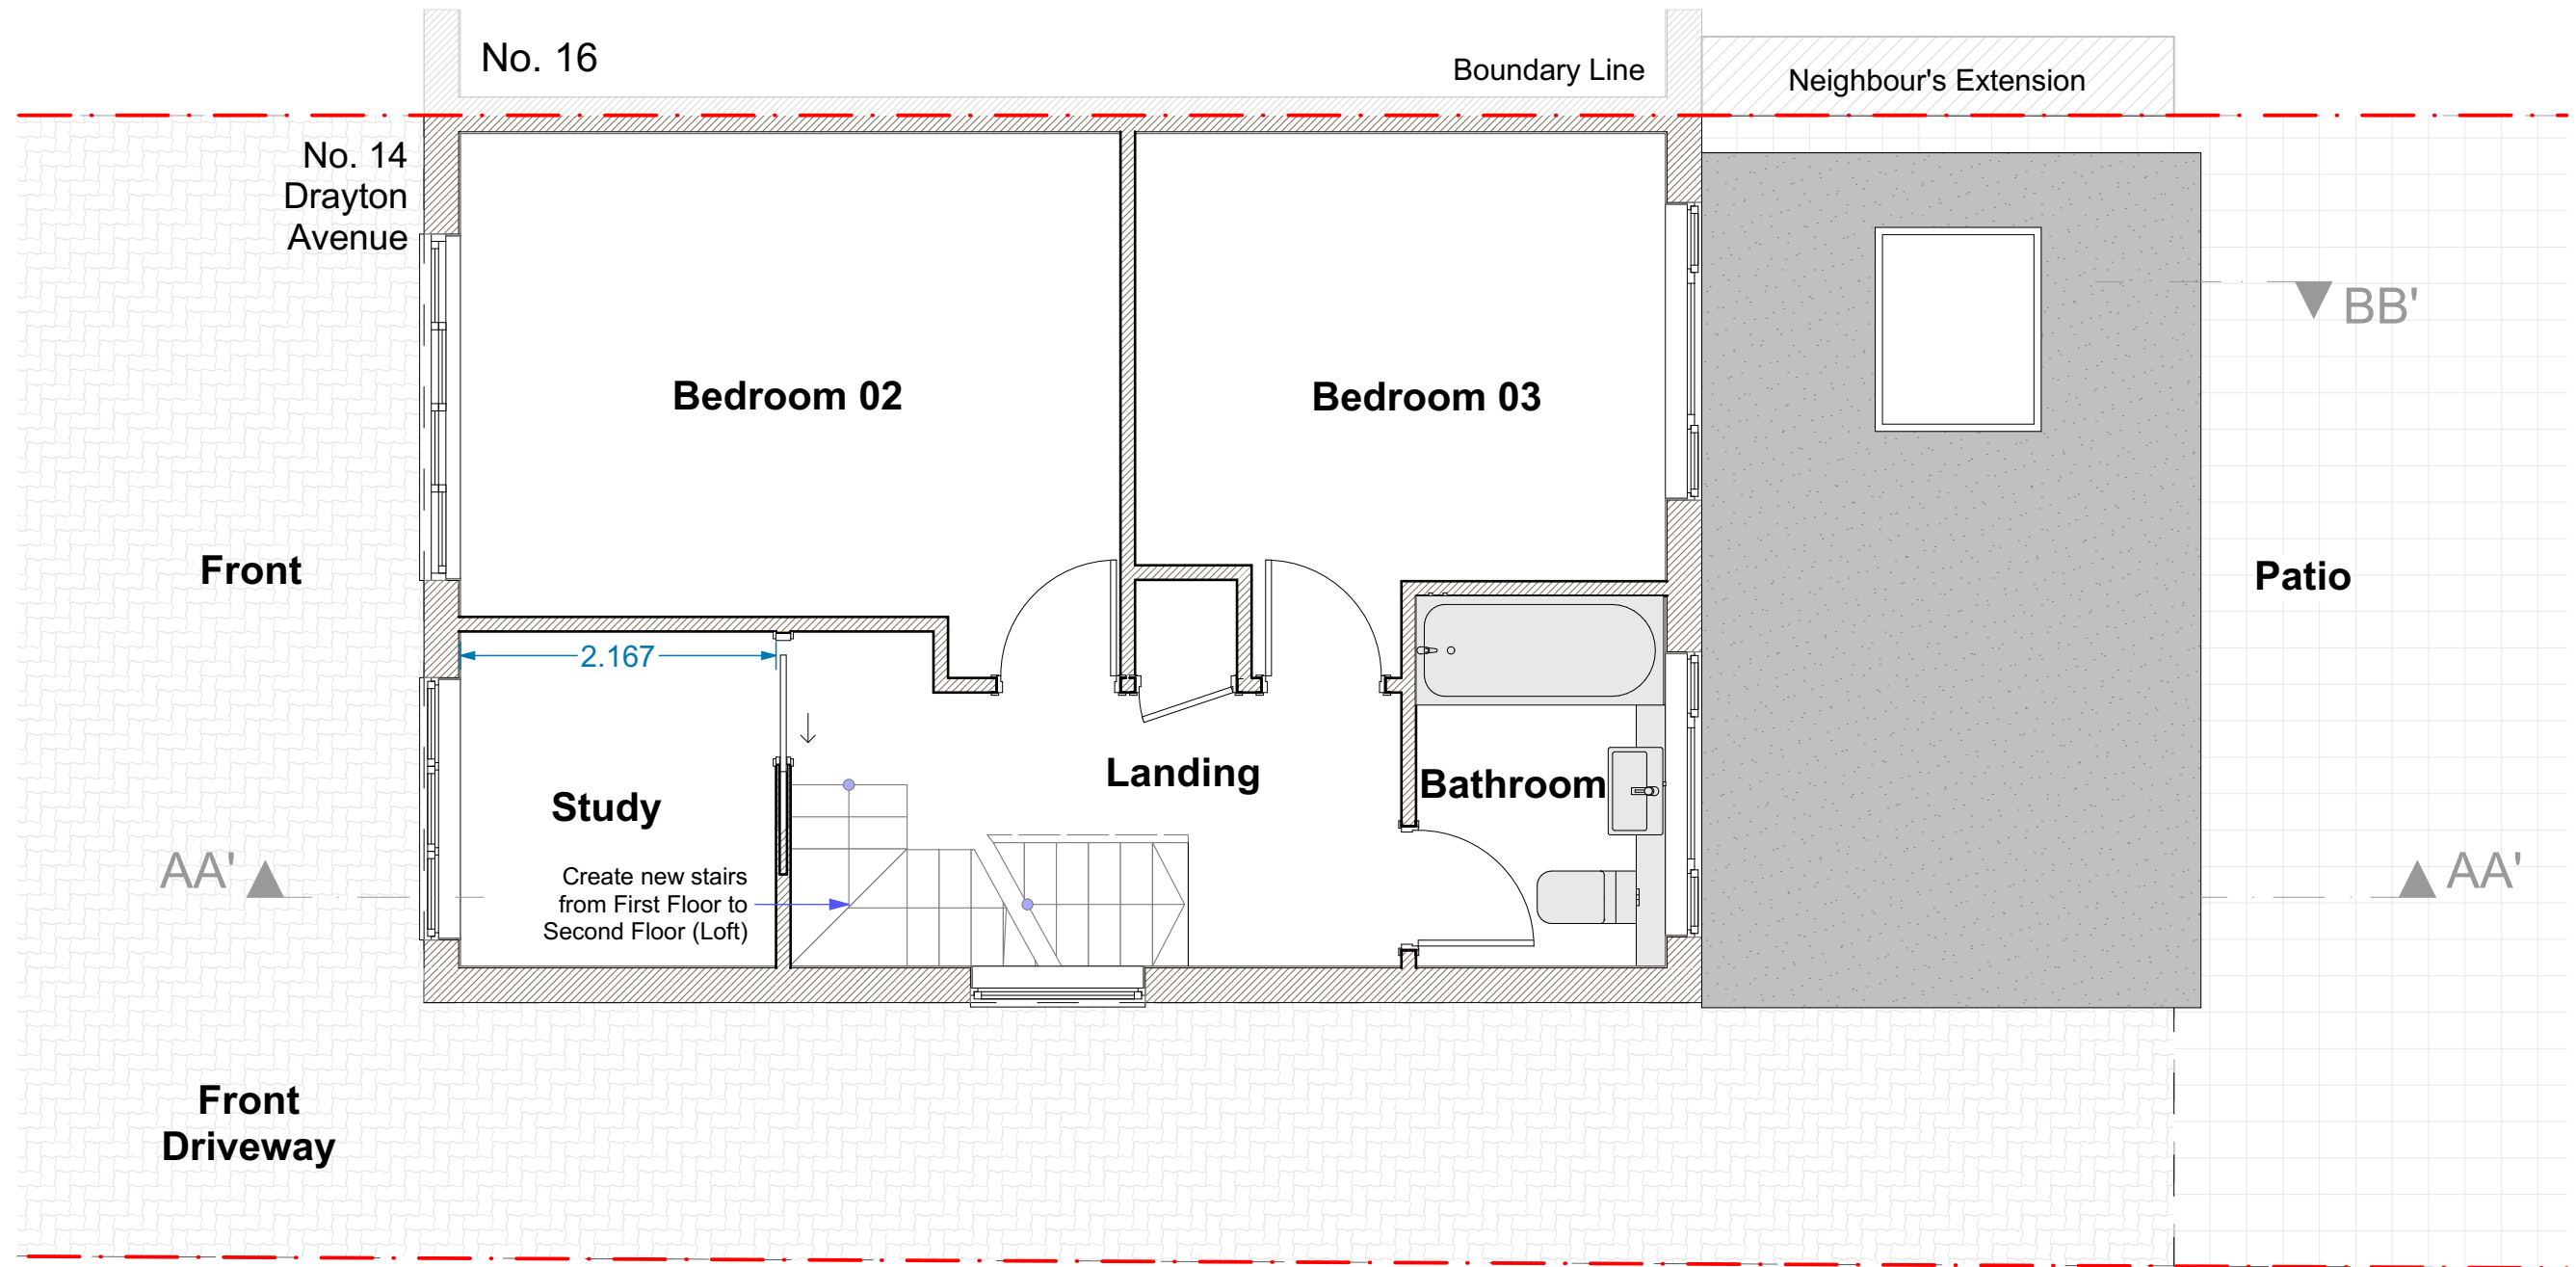 No. 16
Boundary Line
Neighbour's Extension
No. 14
Drayton
Avenue
BB'
Bedroom 02
Bedroom 03
Front
Patio
2.167
Landing
Bathroom
Study
AA'
AA'
Create new stairs
from First Floor to
Second Floor (Loft)
Front
Driveway